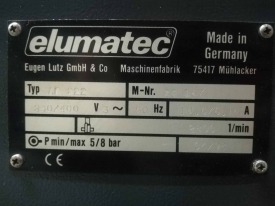 elumatec®
Made in
Germany
Eugen Lutz GmbH & Co Maschinenfabrik 75417 Mühlacker
Typ M-Nr.
V ~ Hz A
1/min
P min/max 5/8 bar